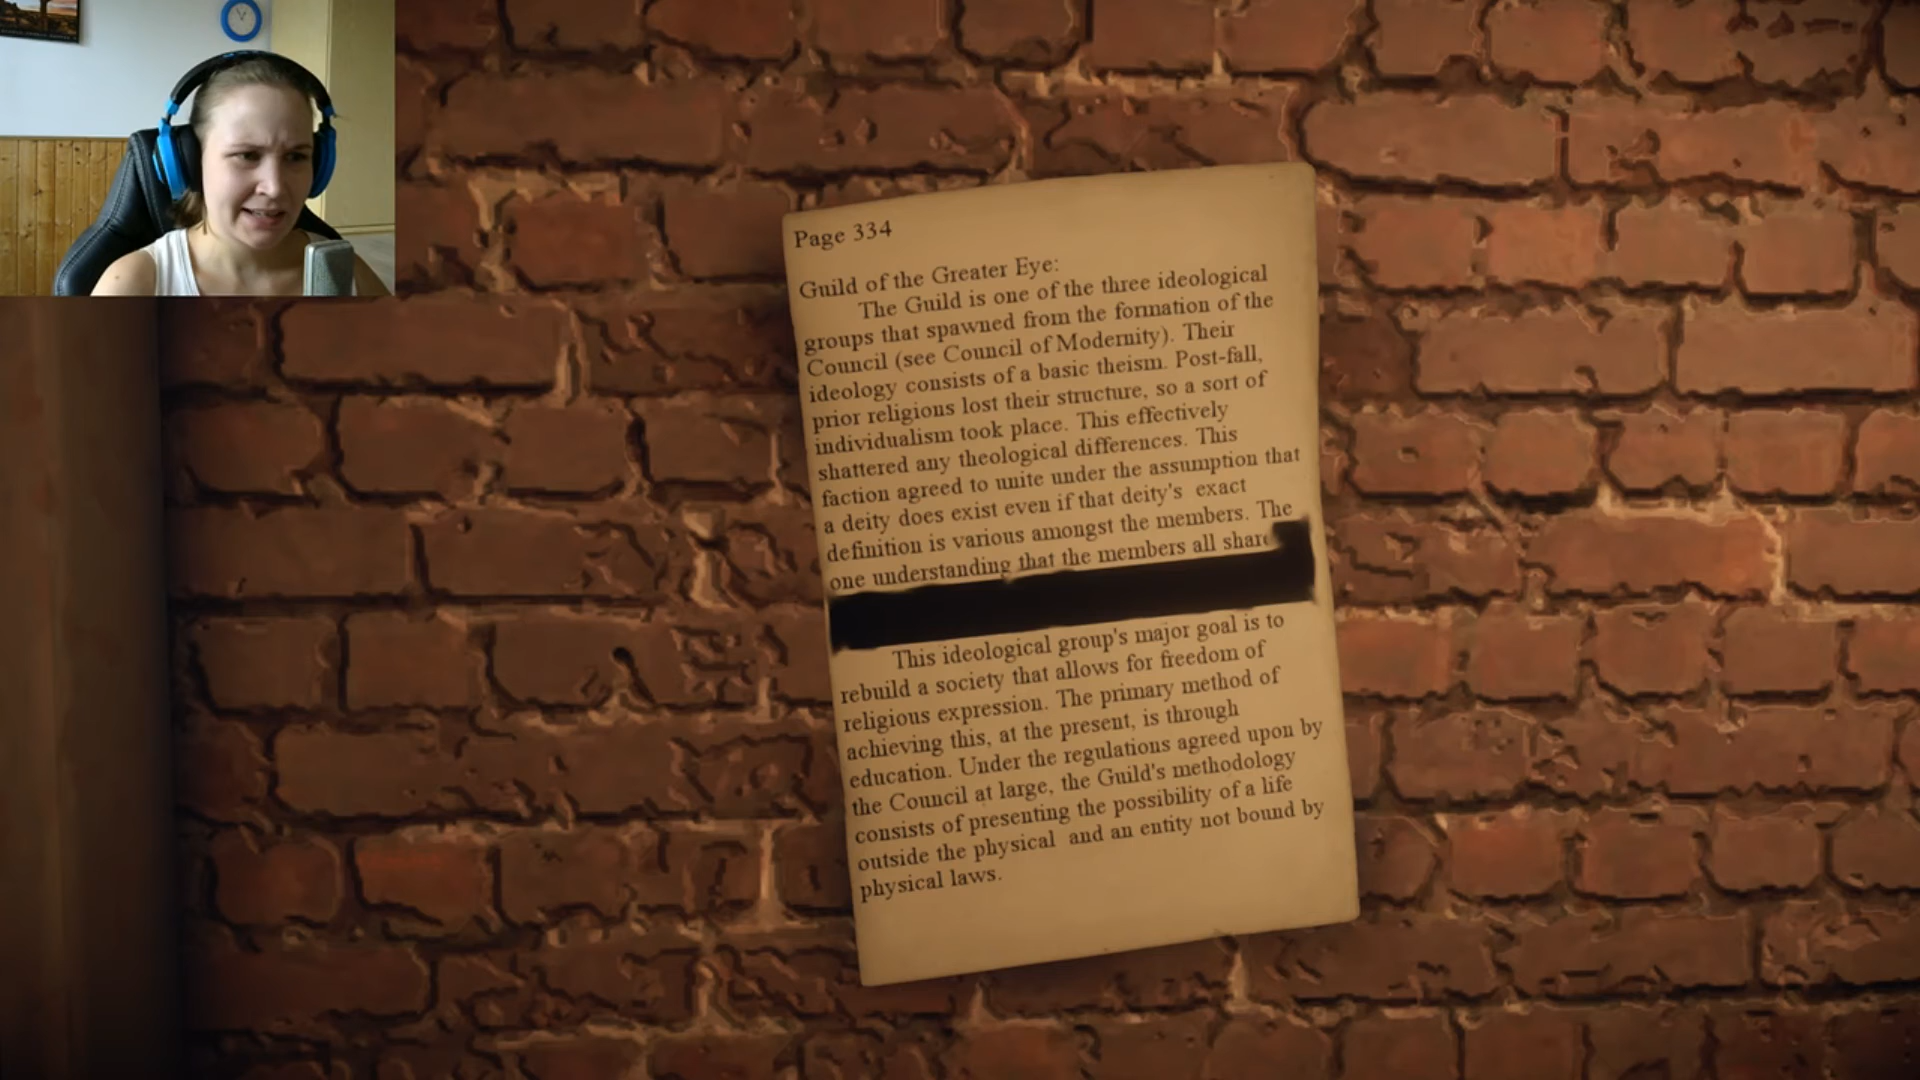 Page 334
Guild of the Greater Eye:
The Guild is one of the three ideological
groups that spawned from the formation of the
Council (see Council of Modernity). Their
ideology consists of a basic theism. Post-fall,
prior religions lost their structure, so a sort of
individualism took place. This effectively
shattered any theological differences. This
faction agreed to unite under the assumption that
a deity does exist even if that deity's exact
definition is various amongst the members. The
one understanding that the members all share
This ideological group's major goal is to
rebuild a society that allows for freedom of
religious expression. The primary method of
achieving this, at the present, is through
education. Under the regulations agreed upon by
the Council at large, the Guild's methodology
consists of presenting the possibility of a life
outside the physical and an entity not bound by
physical laws.